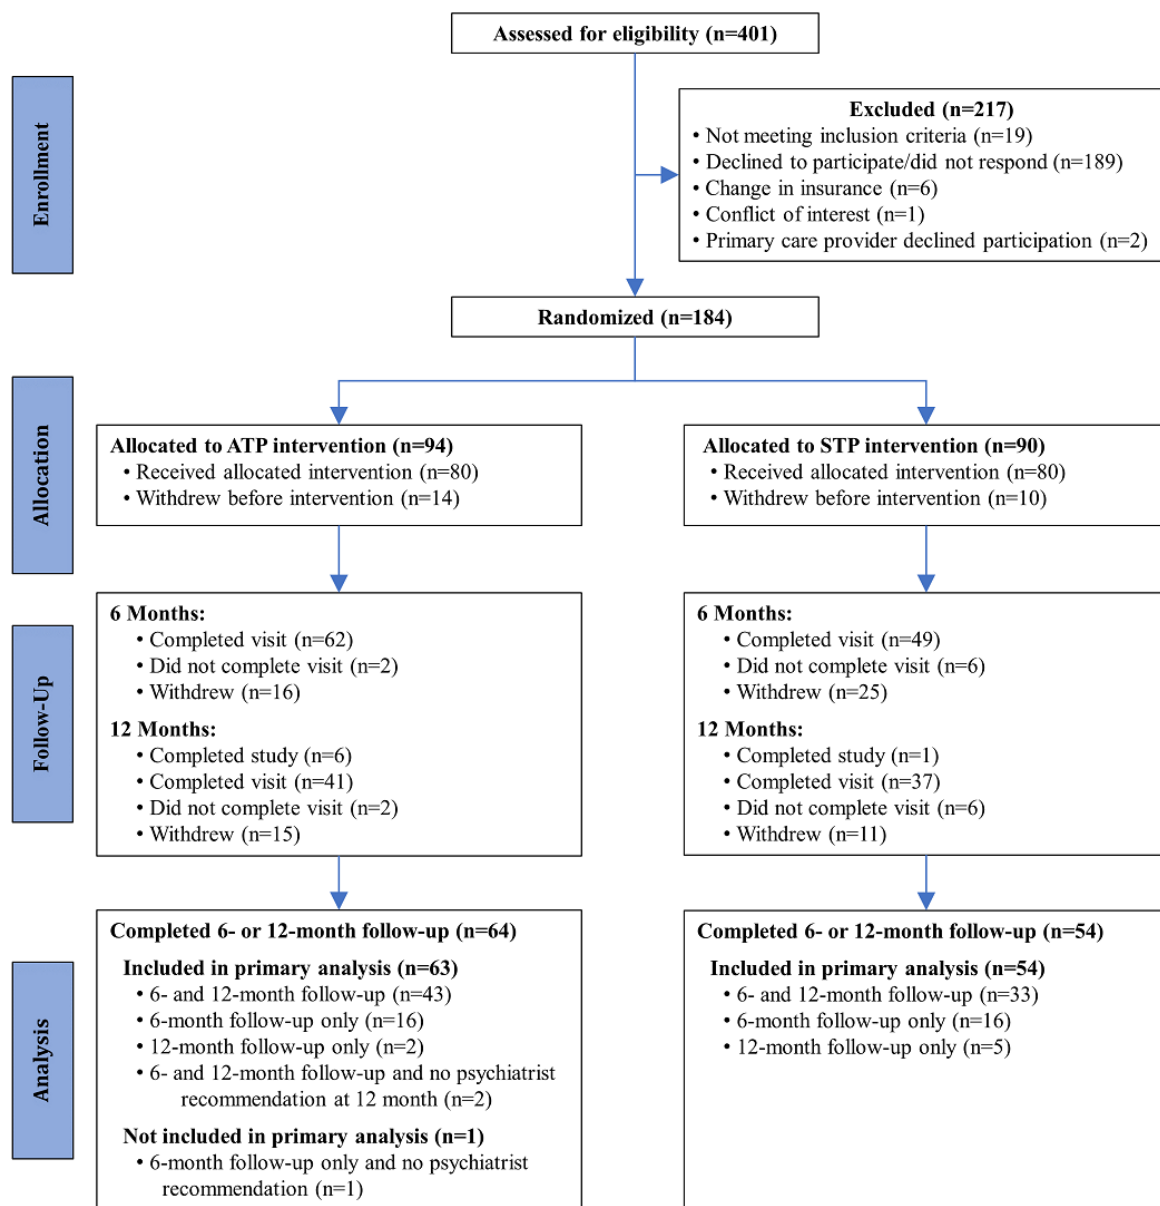 Assessed for eligibility (n=401)
Enrollment
Excluded (n=217)
• Not meeting inclusion criteria (n=19)
• Declined to participate/did not respond (n=189)
• Change in insurance (n=6)
• Conflict of interest (n=1)
• Primary care provider declined participation (n=2)
Randomized (n=184)
Allocation
Allocated to ATP intervention (n=94)
• Received allocated intervention (n=80)
• Withdrew before intervention (n=14)
Allocated to STP intervention (n=90)
• Received allocated intervention (n=80)
• Withdrew before intervention (n=10)
Follow-Up
6 Months:
• Completed visit (n=62)
• Did not complete visit (n=2)
• Withdrew (n=16)
12 Months:
• Completed study (n=6)
• Completed visit (n=41)
• Did not complete visit (n=2)
• Withdrew (n=15)
6 Months:
• Completed visit (n=49)
• Did not complete visit (n=6)
• Withdrew (n=25)
12 Months:
• Completed study (n=1)
• Completed visit (n=37)
• Did not complete visit (n=6)
• Withdrew (n=11)
Analysis
Completed 6- or 12-month follow-up (n=64)
Included in primary analysis (n=63)
• 6- and 12-month follow-up (n=43)
• 6-month follow-up only (n=16)
• 12-month follow-up only (n=2)
• 6- and 12-month follow-up and no psychiatrist
recommendation at 12 month (n=2)
Not included in primary analysis (n=1)
• 6-month follow-up only and no psychiatrist
recommendation (n=1)
Completed 6- or 12-month follow-up (n=54)
Included in primary analysis (n=54)
• 6- and 12-month follow-up (n=33)
• 6-month follow-up only (n=16)
• 12-month follow-up only (n=5)